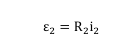 ε₂ = R₂i₂